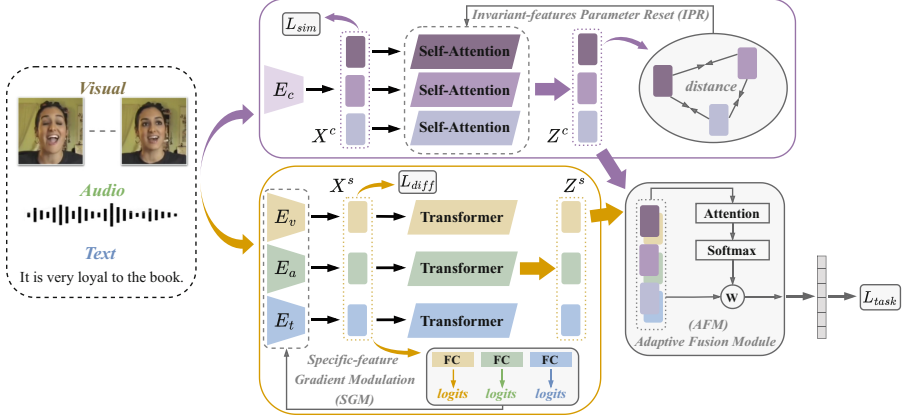 Visual
Audio
Text
It is very loyal to the book.
L_sim
Invariant-features Parameter Reset (IPR)
E_c
X^c
Self-Attention
Self-Attention
Self-Attention
Z^c
distance
X^s
L_diff
Z^s
E_v
Transformer
E_a
Transformer
E_t
Transformer
Specific-feature
Gradient Modulation
(SGM)
FC FC FC
logits logits logits
Attention
Softmax
W
(AFM)
Adaptive Fusion Module
L_task